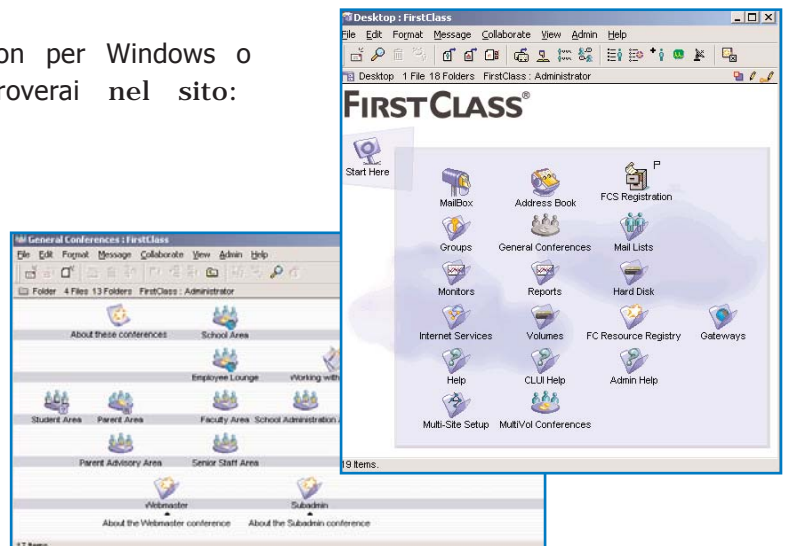 on per Windows o
roverai nel sito:
Desktop : FirstClass
File Edit Format Message Collaborate View Admin Help
Desktop 1 File 18 Folders FirstClass : Administrator
FIRSTCLASS®
Start Here
MailBox Address Book FCS Registration
Groups General Conferences Mail Lists
Monitors Reports Hard Disk
Internet Services Volumes FC Resource Registry Gateways
Help CLUI Help Admin Help
Multi-Site Setup MultiVol Conferences
19 Items.
General Conferences : FirstClass
File Edit Format Message Collaborate View Admin Help
Folder 4 Files 13 Folders FirstClass : Administrator
About these conferences School Area
Employee Lounge Working with
Student Area Parent Area Faculty Area School Administration
Parent Advisory Area Senior Staff Area
Webmaster Subadmin
About the Webmaster conference About the Subadmin conference
17 Items.